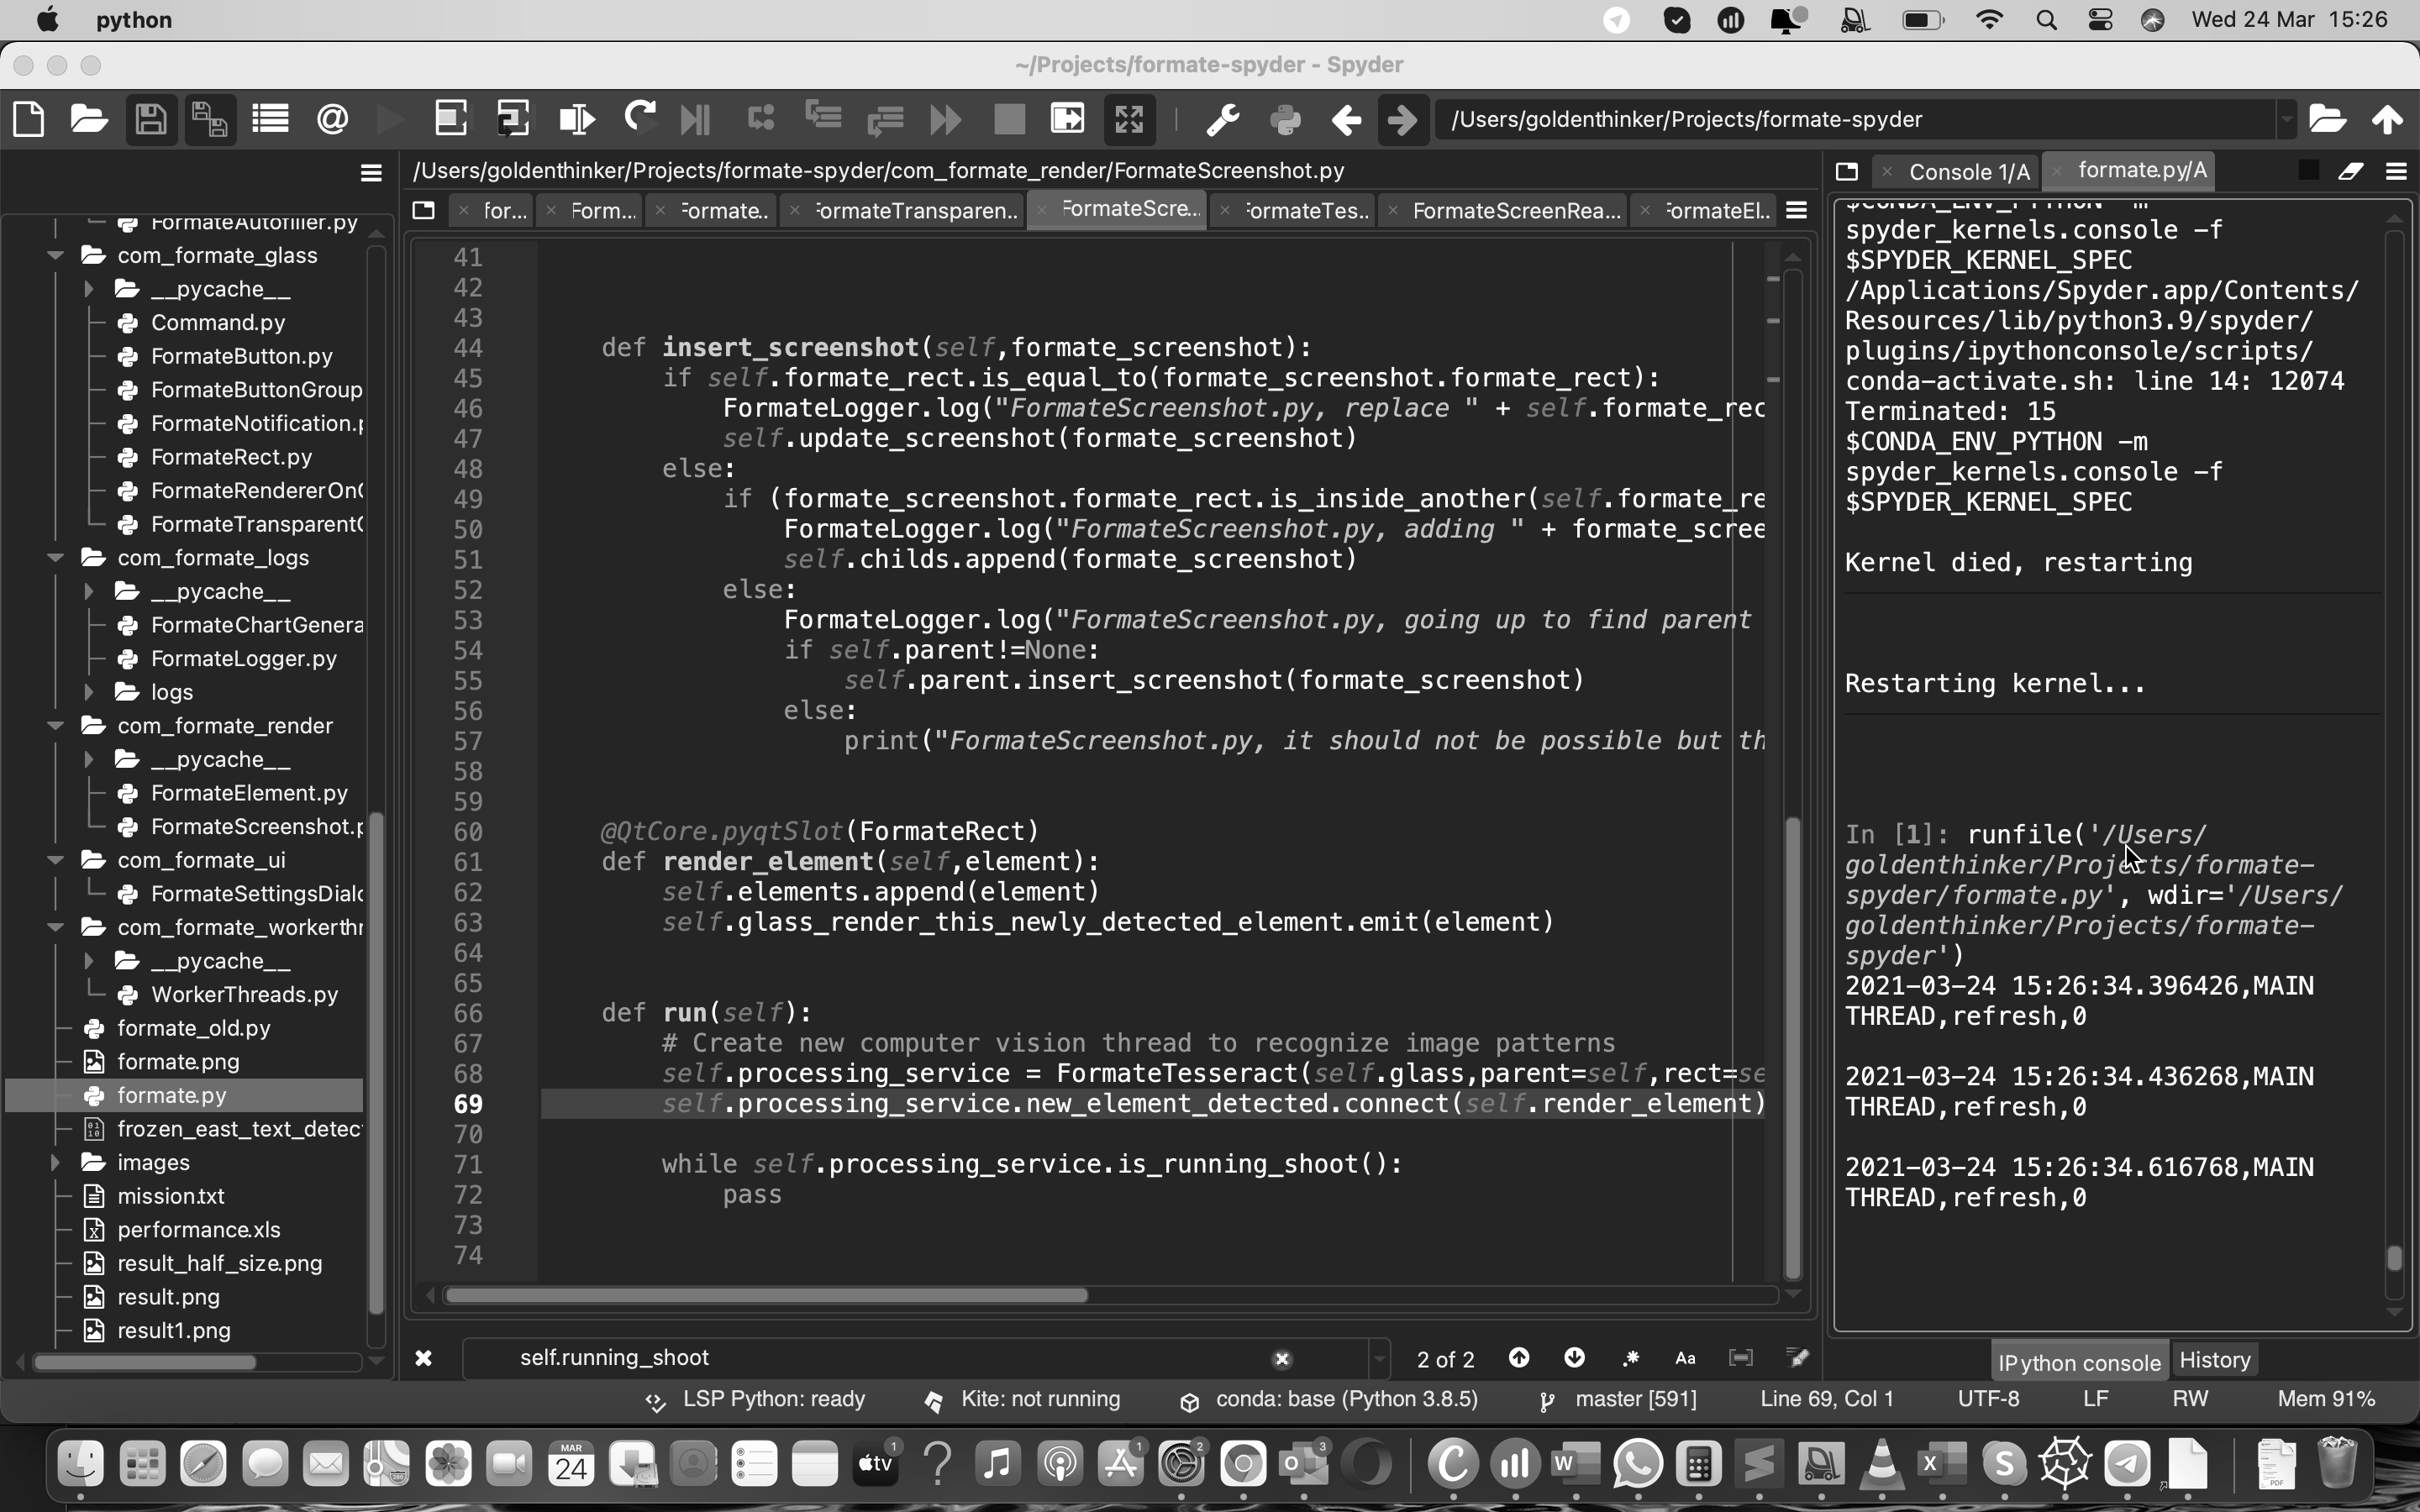 python
Wed 24 Mar 15:26
~/Projects/formate-spyder - Spyder
/Users/goldenthinker/Projects/formate-spyder
/Users/goldenthinker/Projects/formate-spyder/com_formate_render/FormateScreenshot.py
Console 1/A
formate.py/A
for...
Form...
Formate..
FormateTransparen..
FormateScre...
FormateTes..
FormateScreenRea...
FormateEl..
FormateAutofiller.py
com_formate_glass
__pycache__
Command.py
FormateButton.py
FormateButtonGroup
FormateNotification.p
FormateRect.py
FormateRendererOn
FormateTransparent
com_formate_logs
__pycache__
FormateChartGenera
FormateLogger.py
logs
com_formate_render
__pycache__
FormateElement.py
FormateScreenshot.p
com_formate_ui
FormateSettingsDial
com_formate_workerthr
__pycache__
WorkerThreads.py
formate_old.py
formate.png
formate.py
frozen_east_text_detec
images
mission.txt
performance.xls
result_half_size.png
result.png
result1.png
41
42
43
44 def insert_screenshot(self,formate_screenshot):
45 if self.formate_rect.is_equal_to(formate_screenshot.formate_rect):
46 FormateLogger.log("FormateScreenshot.py, replace " + self.formate_rec
47 self.update_screenshot(formate_screenshot)
48 else:
49 if (formate_screenshot.formate_rect.is_inside_another(self.formate_re
50 FormateLogger.log("FormateScreenshot.py, adding " + formate_scree
51 self.childs.append(formate_screenshot)
52 else:
53 FormateLogger.log("FormateScreenshot.py, going up to find parent
54 if self.parent!=None:
55 self.parent.insert_screenshot(formate_screenshot)
56 else:
57 print("FormateScreenshot.py, it should not be possible but th
58
59
60 @QtCore.pyqtSlot(FormateRect)
61 def render_element(self,element):
62 self.elements.append(element)
63 self.glass_render_this_newly_detected_element.emit(element)
64
65
66 def run(self):
67 # Create new computer vision thread to recognize image patterns
68 self.processing_service = FormateTesseract(self.glass,parent=self,rect=se
69 self.processing_service.new_element_detected.connect(self.render_element)
70
71 while self.processing_service.is_running_shoot():
72 pass
73
74
$CONDA_ENV_PYTHON -m
spyder_kernels.console -f
$SPYDER_KERNEL_SPEC
/Applications/Spyder.app/Contents/
Resources/lib/python3.9/spyder/
plugins/ipythonconsole/scripts/
conda-activate.sh: line 14: 12074
Terminated: 15
$CONDA_ENV_PYTHON -m
spyder_kernels.console -f
$SPYDER_KERNEL_SPEC
Kernel died, restarting
Restarting kernel...
In [1]: runfile('/Users/
goldenthinker/Projects/formate-
spyder/formate.py', wdir='/Users/
goldenthinker/Projects/formate-
spyder')
2021-03-24 15:26:34.396426,MAIN
THREAD,refresh,0
2021-03-24 15:26:34.436268,MAIN
THREAD,refresh,0
2021-03-24 15:26:34.616768,MAIN
THREAD,refresh,0
self.running_shoot
2 of 2
Aa
IPython console
History
LSP Python: ready
Kite: not running
conda: base (Python 3.8.5)
master [591]
Line 69, Col 1
UTF-8
LF
RW
Mem 91%
MAR
24
tv
1
1
2
3
PDF